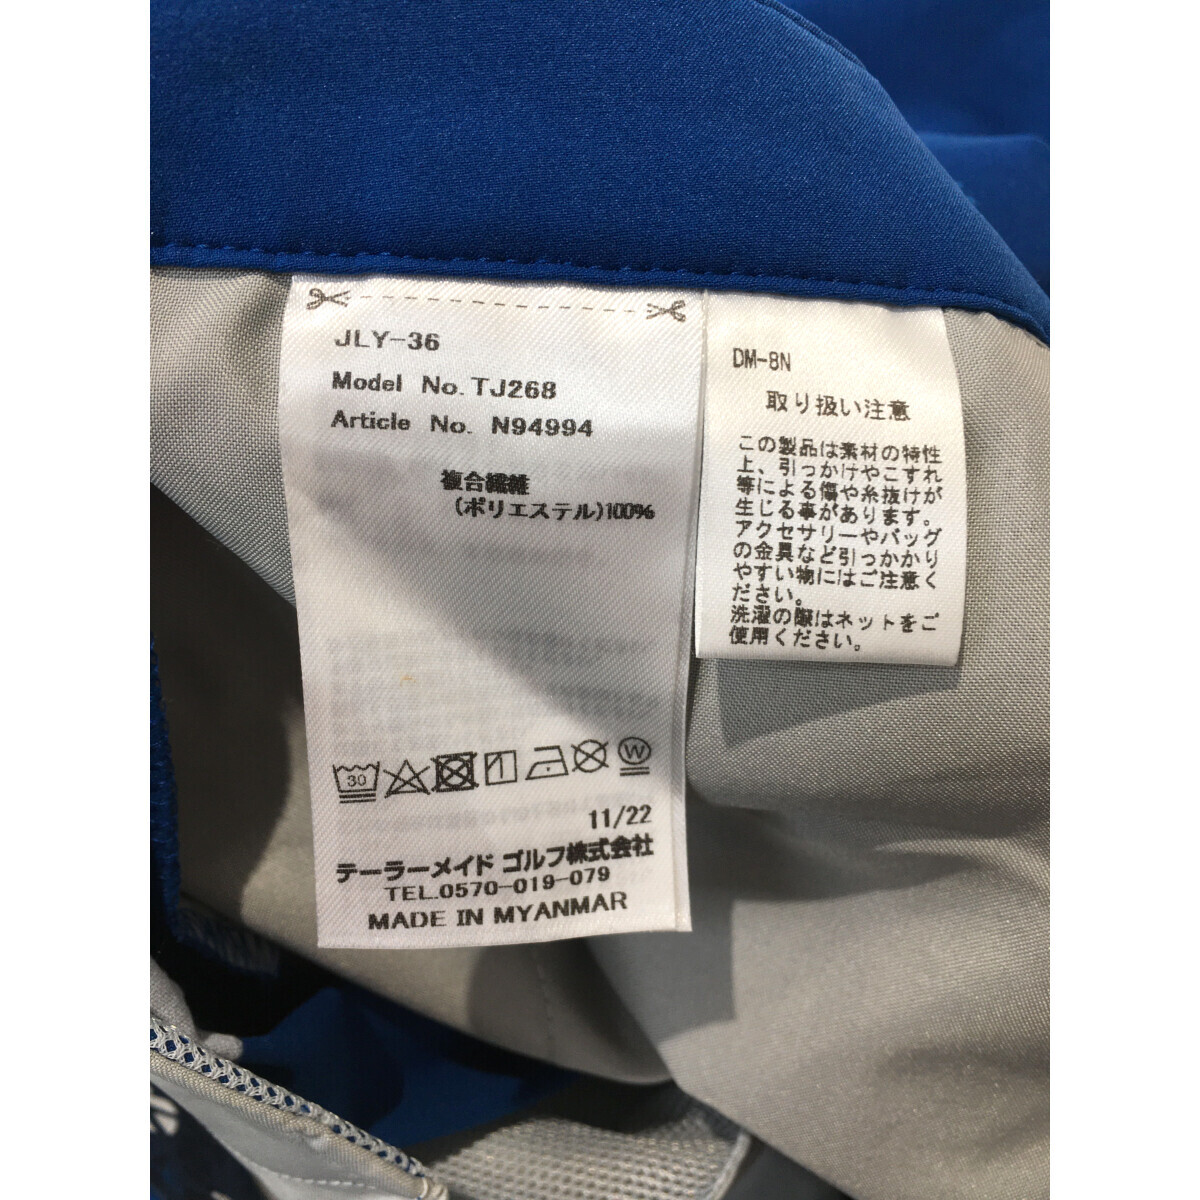 JLY-36
Model No. TJ268
Article No. N94994
複合繊維
(ポリエステル)100%
30
W
11/22
テーラーメイド ゴルフ株式会社
TEL.0570-019-079
MADE IN MYANMAR
DM-8N
取り扱い注意
この製品は素材の特性
上、引っかけやこすれ
等による傷や糸抜けが
生じる事があります。
アクセサリーやバッグ
の金具など引っかかり
やすい物にはご注意く
ださい。
洗濯の際はネットをご
使用ください。